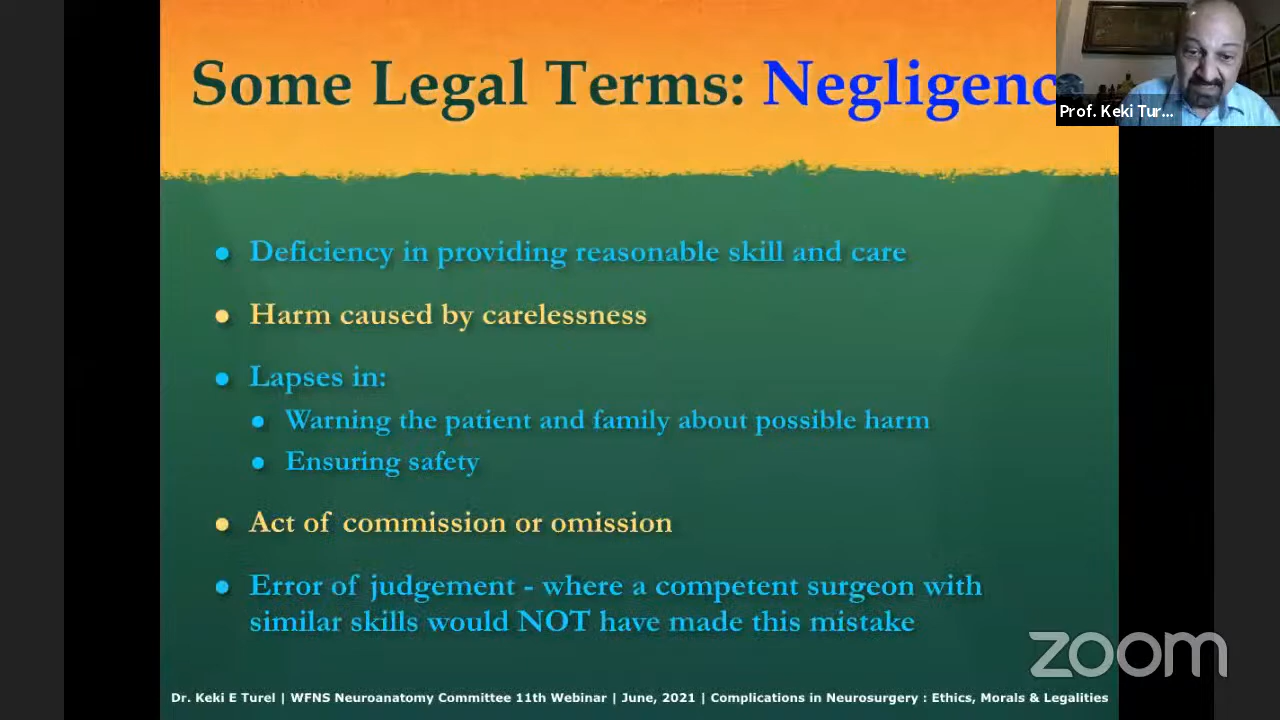 Some Legal Terms: Negligenc
Prof. Keki Tur...
Deficiency in providing reasonable skill and care
Harm caused by carelessness
Lapses in:
Warning the patient and family about possible harm
Ensuring safety
Act of commission or omission
Error of judgement - where a competent surgeon with
similar skills would NOT have made this mistake
zoom
Dr. Keki E Turel | WFNS Neuroanatomy Committee 11th Webinar | June, 2021 | Complications in Neurosurgery : Ethics, Morals & Legalities